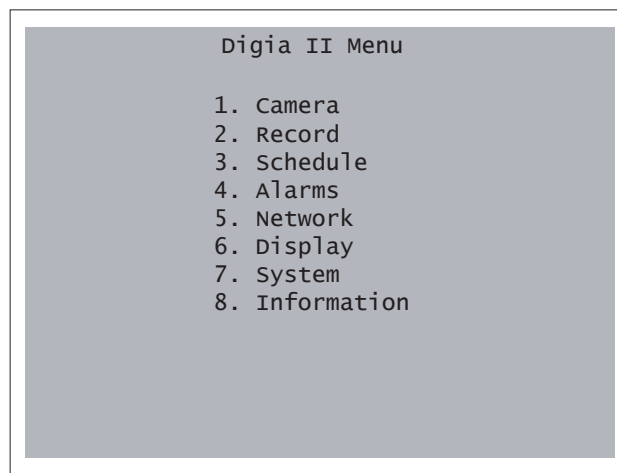 Digia II Menu
1. Camera
2. Record
3. Schedule
4. Alarms
5. Network
6. Display
7. System
8. Information